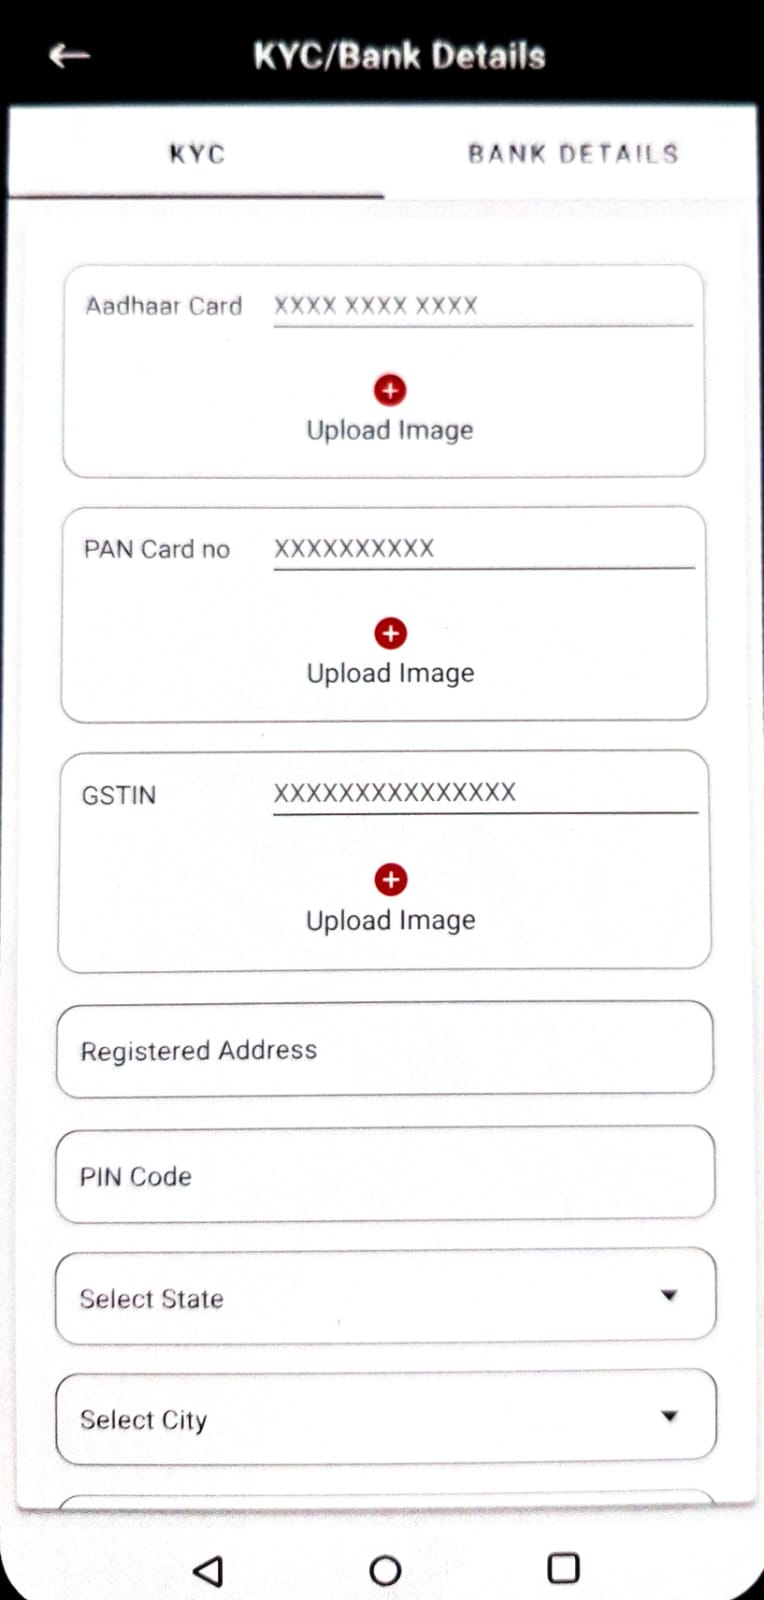 KYC/Bank Details
KYC
BANK DETAILS
Aadhaar Card XXXX XXXX XXXX
Upload Image
PAN Card no XXXXXXXXXX
Upload Image
GSTIN XXXXXXXXXXXXXXX
Upload Image
Registered Address
PIN Code
Select State
Select City